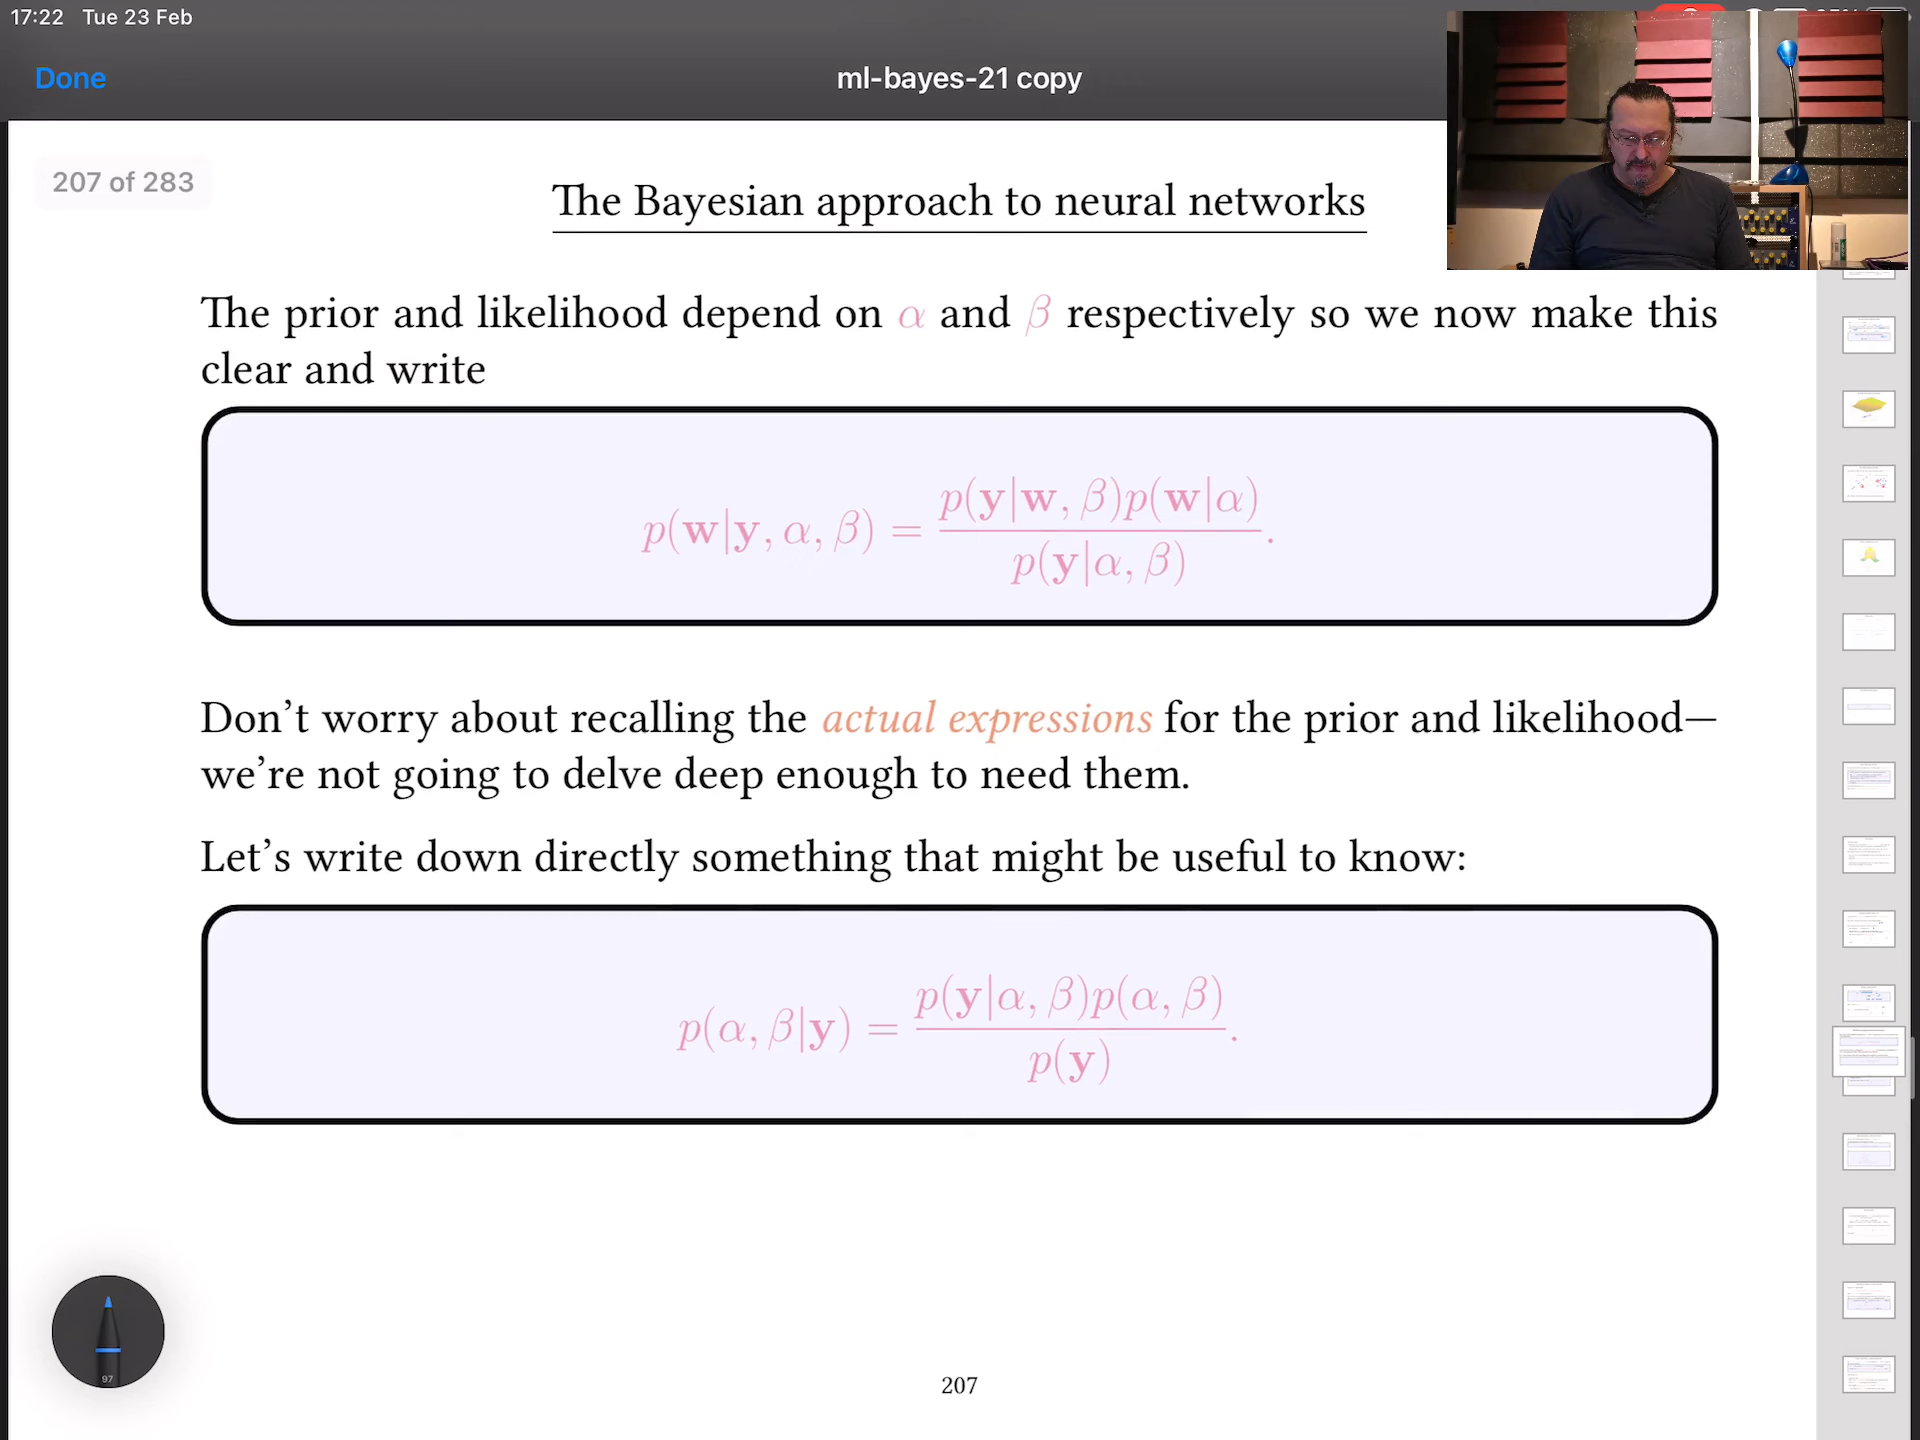 17:22 Tue 23 Feb
Done
ml-bayes-21 copy
207 of 283
The Bayesian approach to neural networks
The prior and likelihood depend on α and β respectively so we now make this
clear and write
p(w|y, α, β) = p(y|w, β)p(w|α) / p(y|α, β) .
Don’t worry about recalling the actual expressions for the prior and likelihood—
we’re not going to delve deep enough to need them.
Let’s write down directly something that might be useful to know:
p(α, β|y) = p(y|α, β)p(α, β) / p(y) .
97
207